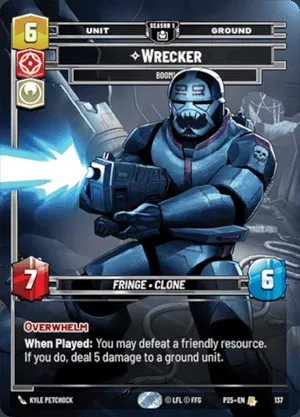 6
UNIT
SEASON 1
GROUND
WRECKER
BOOM!
7
FRINGE • CLONE
6
OVERWHELM
When Played: You may defeat a friendly resource.
If you do, deal 5 damage to a ground unit.
KYLE PETCHOCK
© LFL © FFG
P25 • EN
137